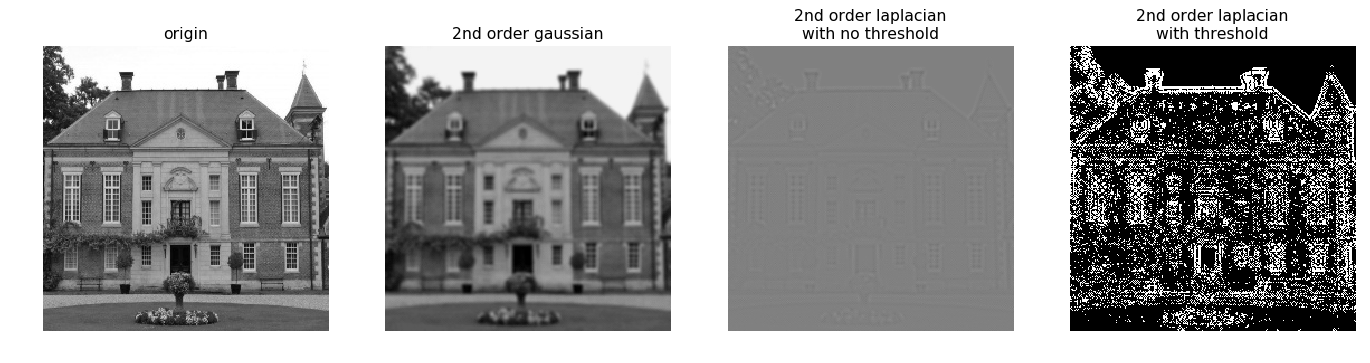 origin
2nd order gaussian
2nd order laplacian
with no threshold
2nd order laplacian
with threshold